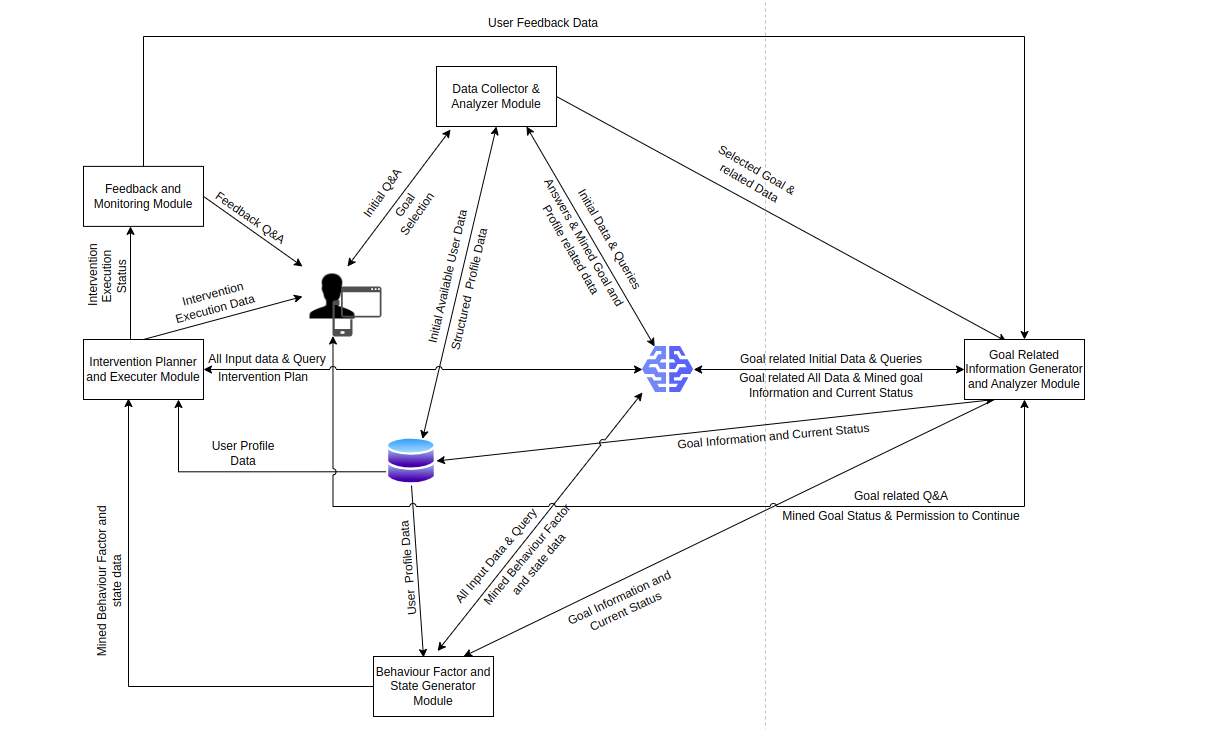 User Feedback Data
Data Collector &
Analyzer Module
Selected Goal &
related Data
Feedback and
Monitoring Module
Feedback Q&A
Initial Q&A
Goal
Selection
Initial Data & Queries
Answers & Mined Goal and
Profile related data
Initial Available User Data
Structured  Profile Data
Intervention
Execution
Status
Intervention
Execution Data
Intervention Planner
and Executer Module
All Input data & Query
Intervention Plan
Goal related Initial Data & Queries
Goal related All Data & Mined goal
Information and Current Status
Goal Related
Information Generator
and Analyzer Module
Goal Information and Current Status
User Profile
Data
Goal related Q&A
Mined Goal Status & Permission to Continue
Mined Behaviour Factor and
state data
User  Profile Data
All Input Data & Query
Mined Behaviour Factor
and state data
Goal Information and
Current Status
Behaviour Factor and
State Generator
Module